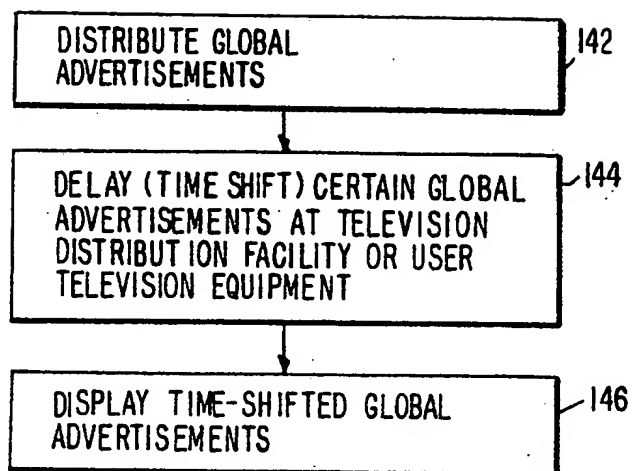 DISTRIBUTE GLOBAL
ADVERTISEMENTS
142
DELAY (TIME SHIFT) CERTAIN GLOBAL
ADVERTISEMENTS AT TELEVISION
DISTRIBUTION FACILITY OR USER
TELEVISION EQUIPMENT
144
DISPLAY TIME-SHIFTED GLOBAL
ADVERTISEMENTS
146